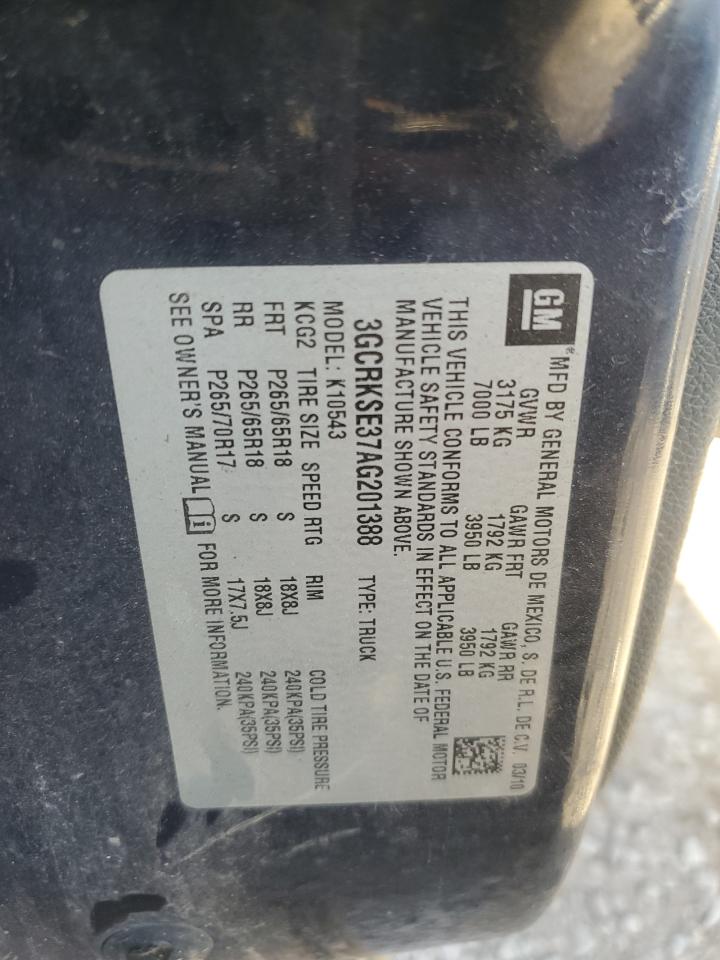 GM
® MFD BY GENERAL MOTORS DE MEXICO, S. DE R.L. DE C.V. 03/10
GVWR GAWR FRT GAWR RR
3175 KG 1792 KG 1792 KG
7000 LB 3950 LB 3950 LB
THIS VEHICLE CONFORMS TO ALL APPLICABLE U.S. FEDERAL MOTOR
VEHICLE SAFETY STANDARDS IN EFFECT ON THE DATE OF
MANUFACTURE SHOWN ABOVE.
3GCRKSE37AG201388 TYPE: TRUCK
MODEL: K10543
KCG2 TIRE SIZE SPEED RTG RIM COLD TIRE PRESSURE
FRT P265/65R18 S 18X8J 240KPA(35PSI)
RR P265/65R18 S 18X8J 240KPA(35PSI)
SPA P265/70R17 S 17X7.5J 240KPA(35PSI)
SEE OWNER'S MANUAL i FOR MORE INFORMATION.